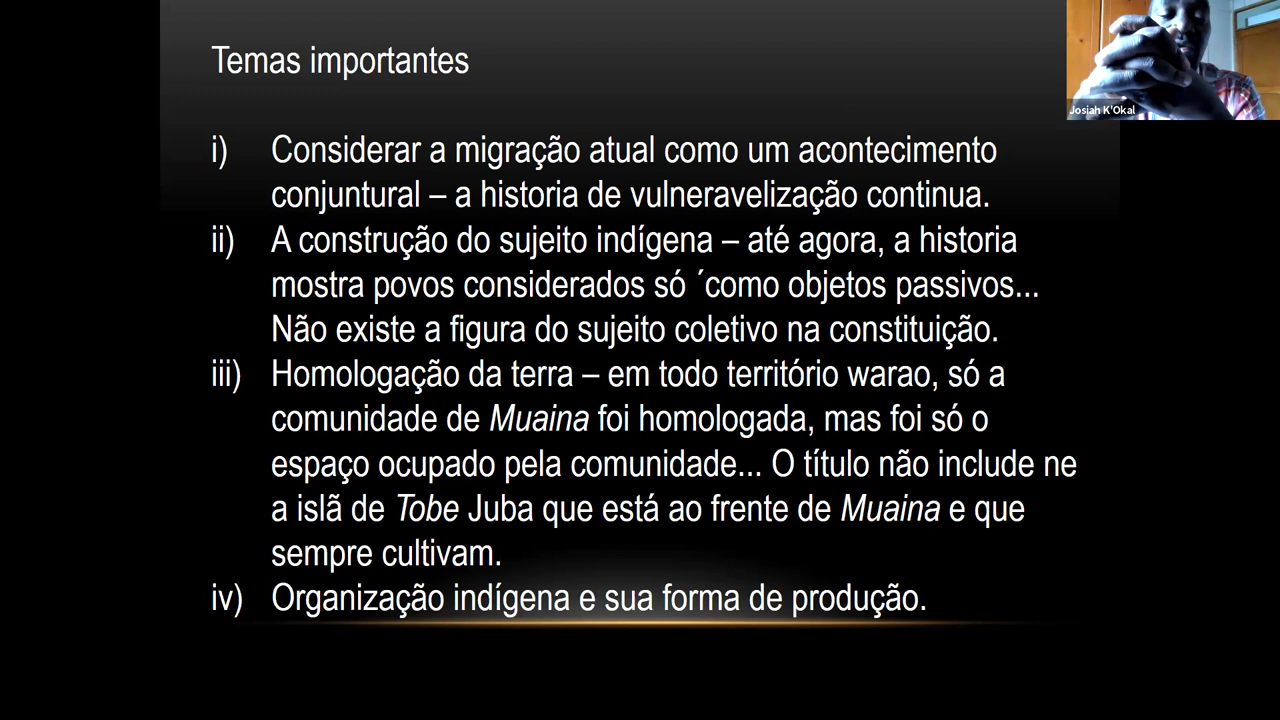 Temas importantes
Josiah K'Okal
i) Considerar a migração atual como um acontecimento
conjuntural – a historia de vulneravelização continua.
ii) A construção do sujeito indígena – até agora, a historia
mostra povos considerados só ´como objetos passivos...
Não existe a figura do sujeito coletivo na constituição.
iii) Homologação da terra – em todo território warao, só a
comunidade de Muaina foi homologada, mas foi só o
espaço ocupado pela comunidade... O título não include ne
a islã de Tobe Juba que está ao frente de Muaina e que
sempre cultivam.
iv) Organização indígena e sua forma de produção.